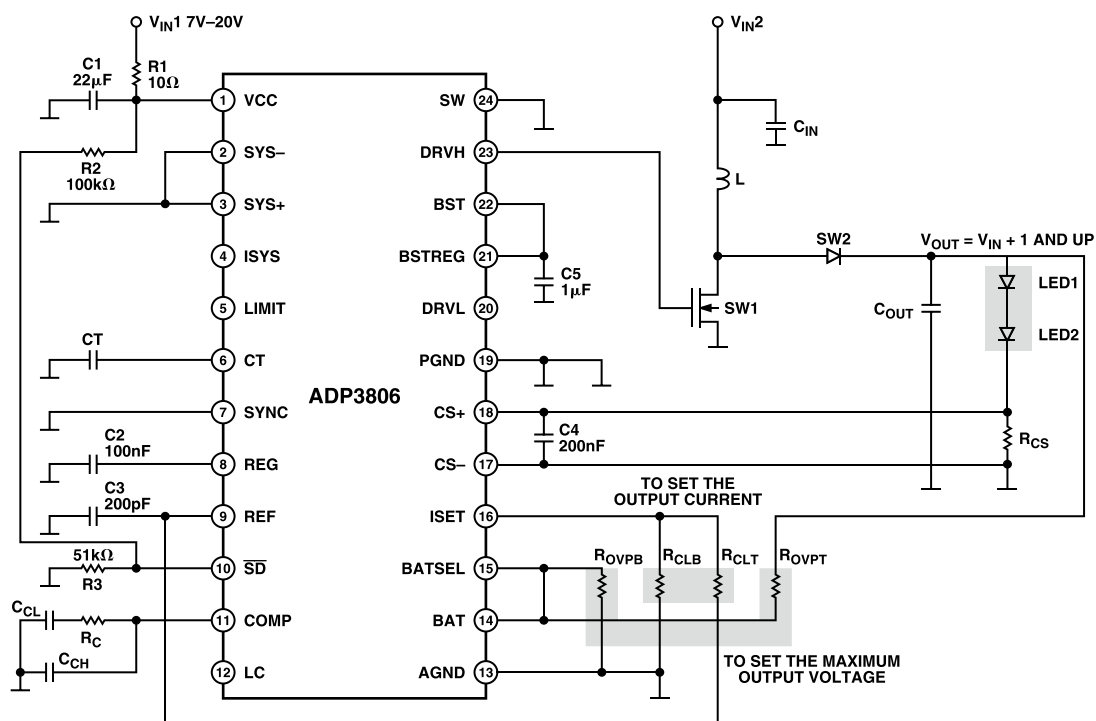 VIN1 7V–20V
VIN2
C1
22µF
R1
10Ω
R2
100kΩ
1 VCC
2 SYS–
3 SYS+
4 ISYS
5 LIMIT
6 CT
7 SYNC
8 REG
9 REF
10 SD
11 COMP
12 LC
ADP3806
SW 24
DRVH 23
BST 22
BSTREG 21
DRVL 20
PGND 19
CS+ 18
CS– 17
ISET 16
BATSEL 15
BAT 14
AGND 13
CT
C2
100nF
C3
200pF
51kΩ
R3
CCL
RC
CCH
C5
1µF
C4
200nF
CIN
L
SW1
SW2
VOUT = VIN + 1 AND UP
COUT
LED1
LED2
RCS
TO SET THE
OUTPUT CURRENT
ROVPB
RCLB
RCLT
ROVPT
TO SET THE MAXIMUM
OUTPUT VOLTAGE